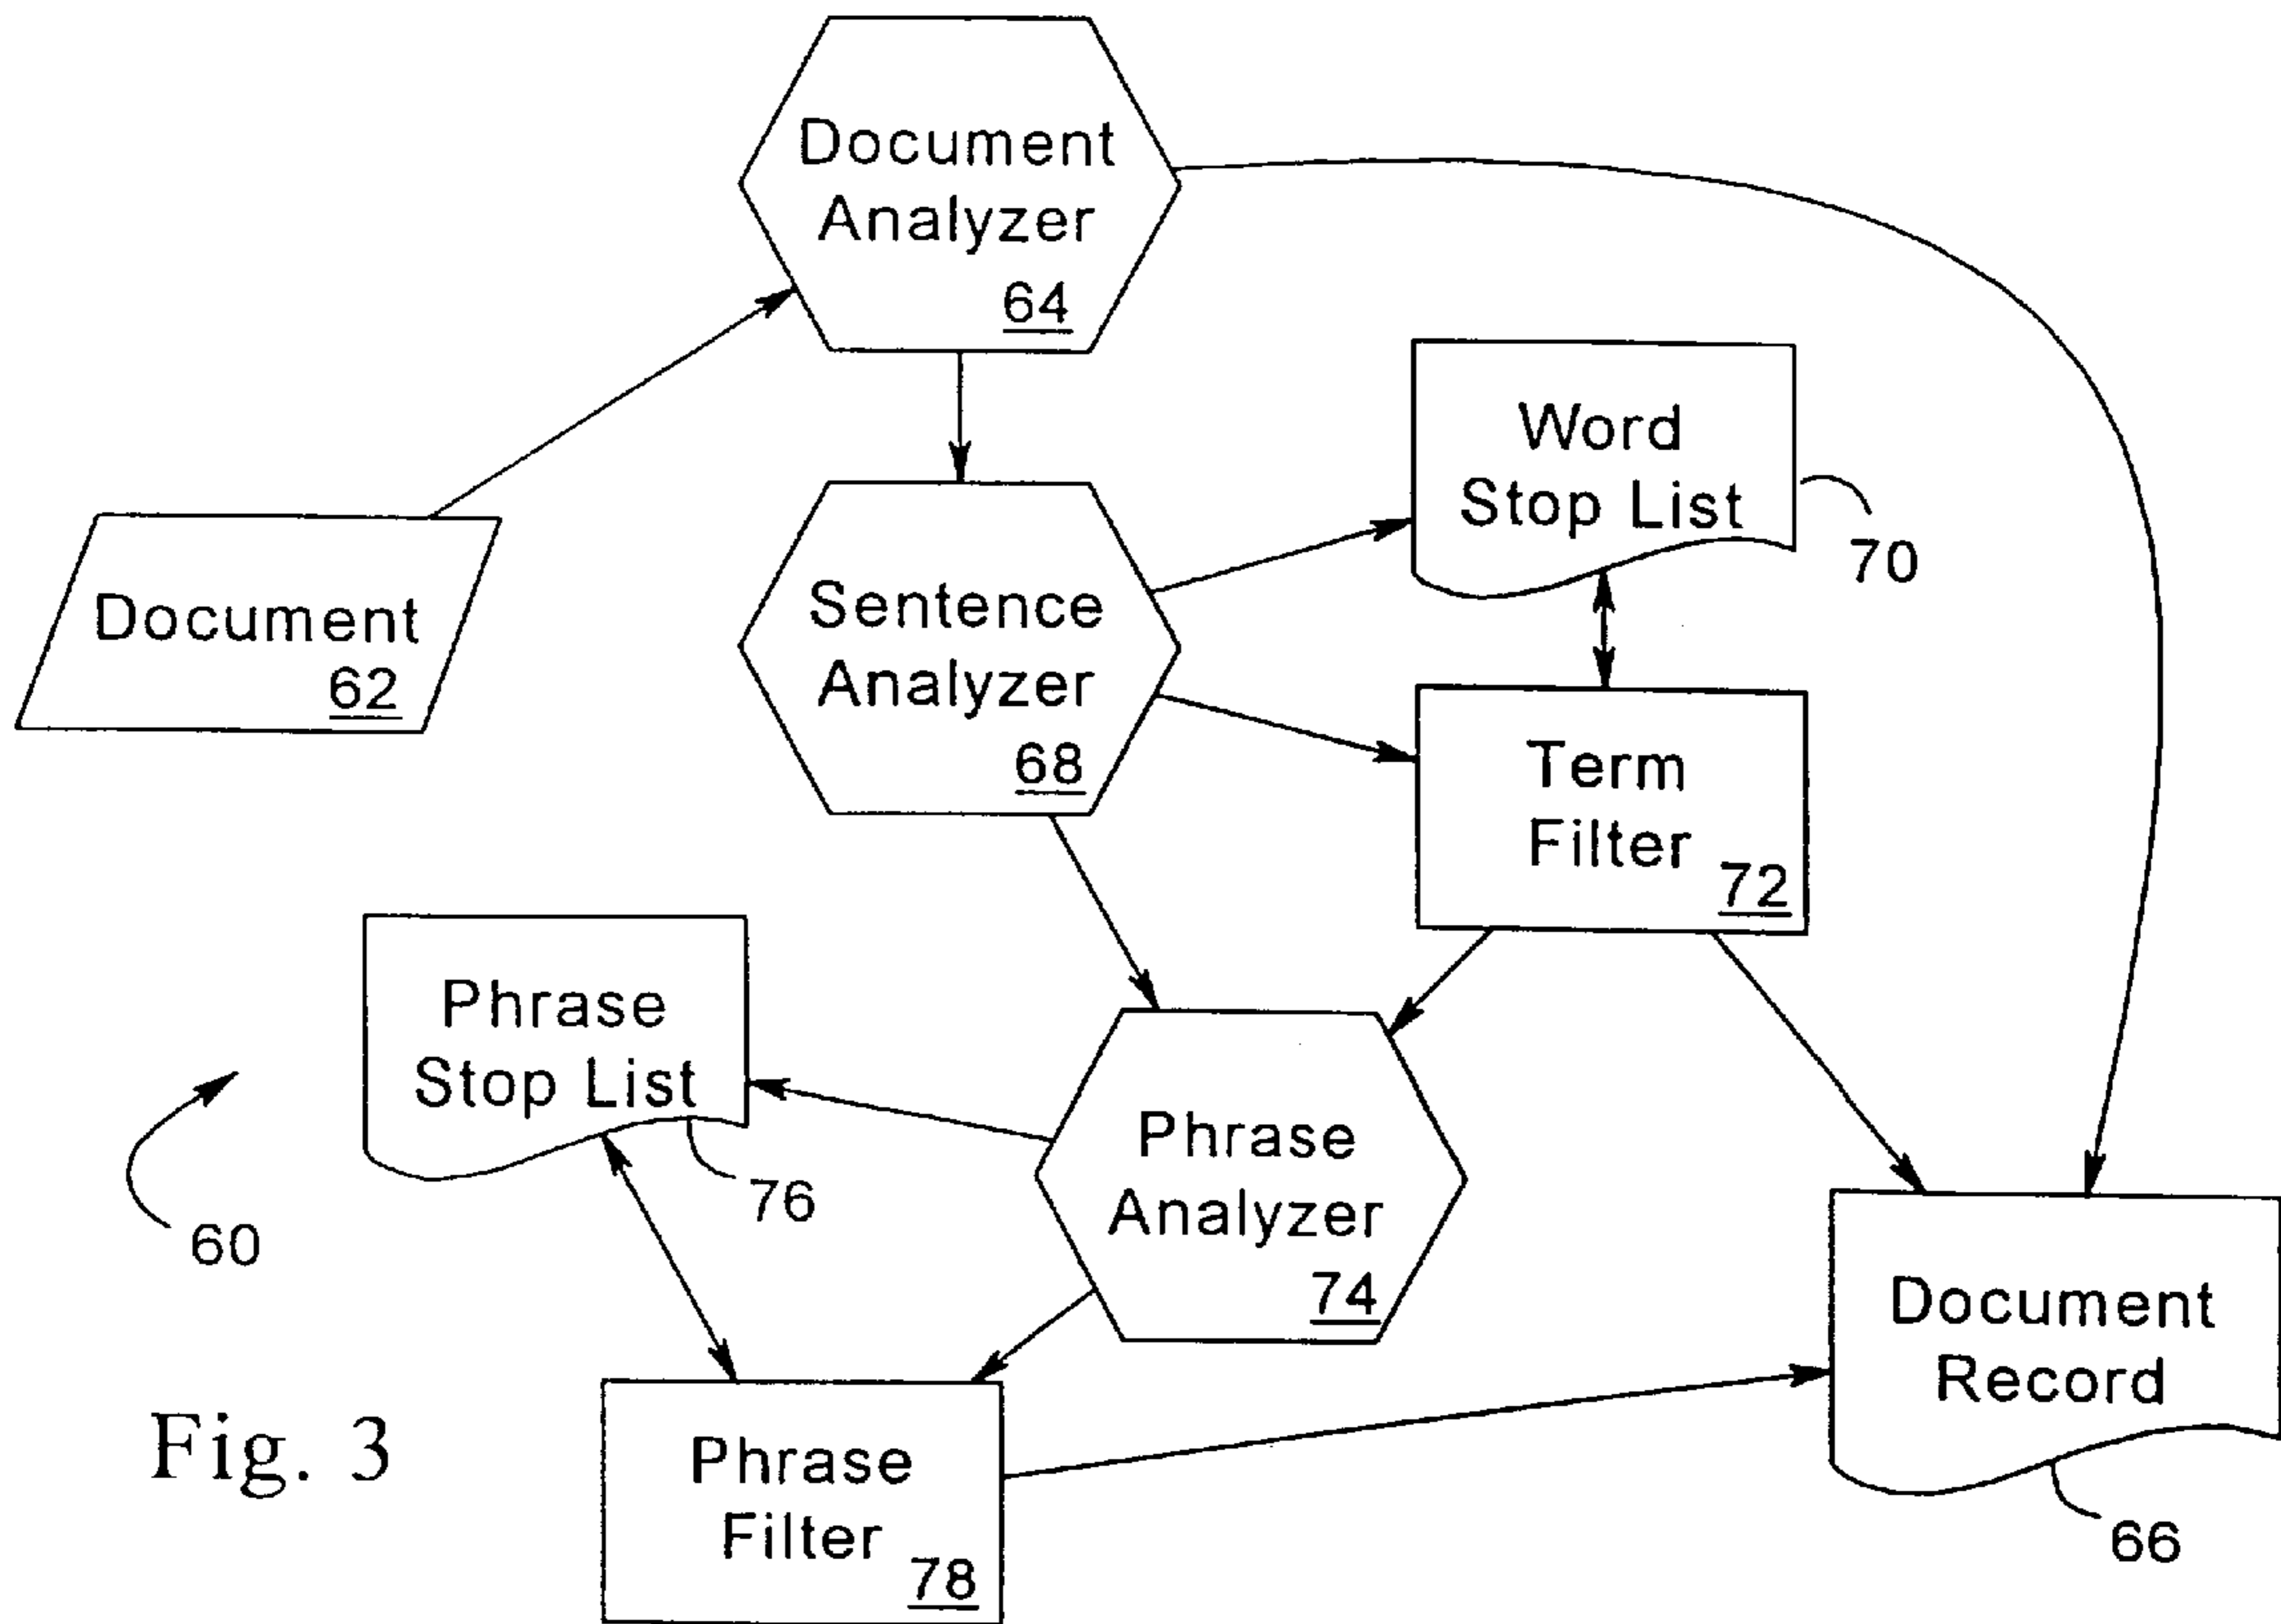 Document
Analyzer
64
Word
Stop List
70
Document
62
Sentence
Analyzer
68
Term
Filter
72
Phrase
Stop List
76
60
Phrase
Analyzer
74
Document
Record
66
Fig. 3
Phrase
Filter
78